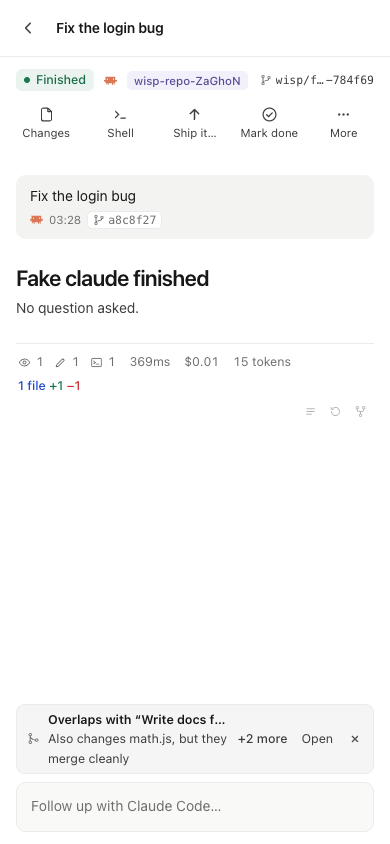 Fix the login bug
Finished
wisp-repo-ZaGhoN
wisp/f…–784f69
Changes
Shell
Ship it…
Mark done
More
Fix the login bug
03:28
a8c8f27
Fake claude finished
No question asked.
1
1
1
369ms
$0.01
15 tokens
1 file +1 −1
Overlaps with “Write docs f…
Also changes math.js, but they
merge cleanly
+2 more
Open
Follow up with Claude Code…